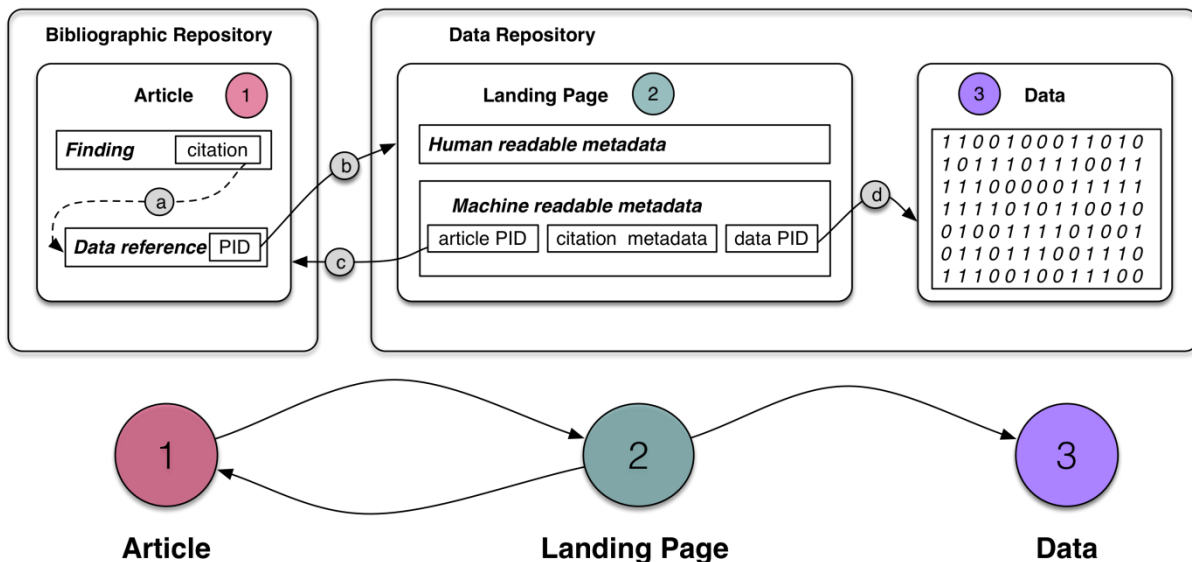 Bibliographic Repository
Article 1
Finding citation
a
Data reference PID
b
c
Data Repository
Landing Page 2
Human readable metadata
Machine readable metadata
article PID citation metadata data PID
d
3 Data
1 1 0 0 1 0 0 0 1 1 0 1 0
1 0 1 1 1 0 1 1 1 0 0 1 1
1 1 1 0 0 0 0 0 1 1 1 1 1
1 1 1 1 0 1 0 1 1 0 0 1 0
0 1 0 0 1 1 1 1 0 1 0 0 1
0 1 1 0 1 1 1 0 0 1 1 1 0
1 1 1 0 0 1 0 0 1 1 1 0 0
1 2 3
Article Landing Page Data